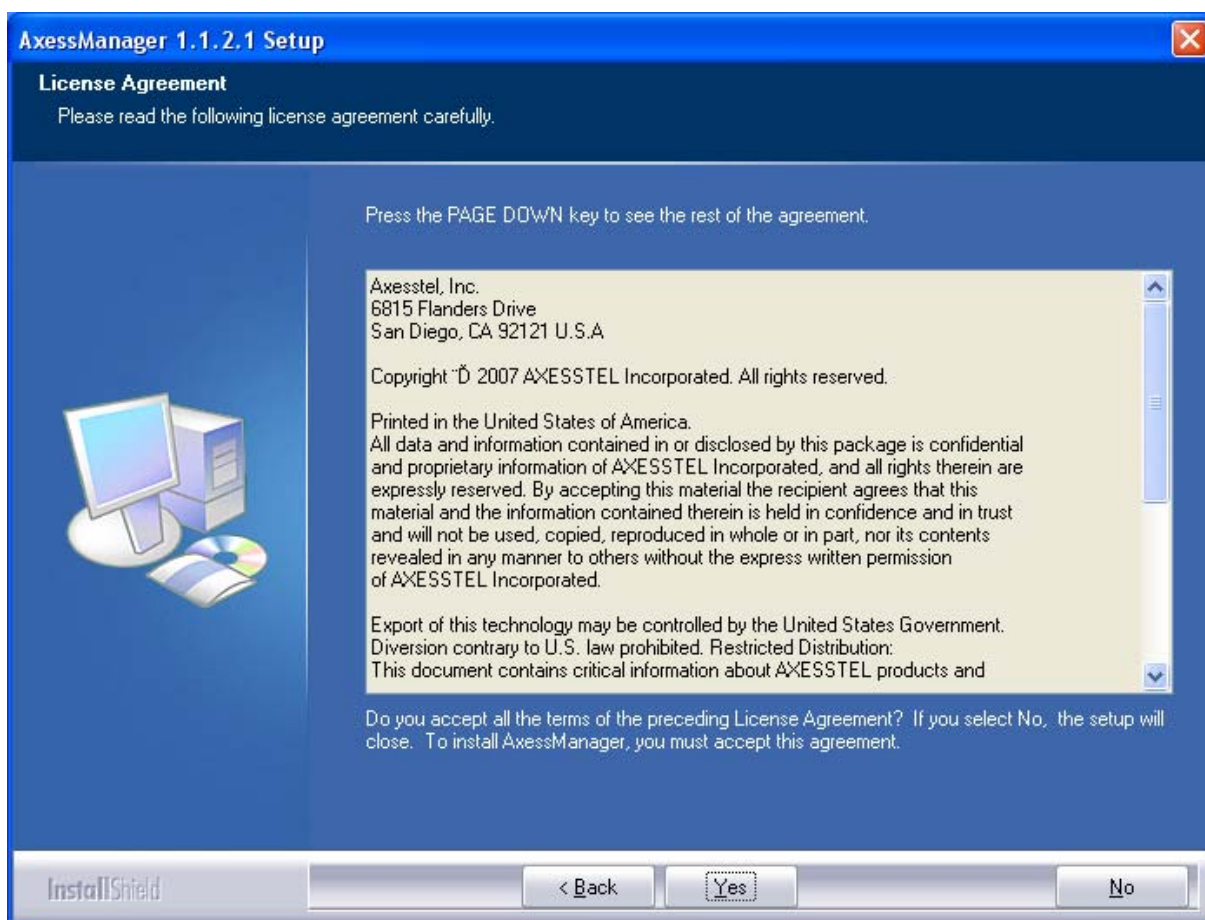 AxessManager 1.1.2.1 Setup
License Agreement
Please read the following license agreement carefully.
Press the PAGE DOWN key to see the rest of the agreement.
Axesstel, Inc.
6815 Flanders Drive
San Diego, CA 92121 U.S.A
Copyright ¨Ď 2007 AXESSTEL Incorporated. All rights reserved.
Printed in the United States of America.
All data and information contained in or disclosed by this package is confidential
and proprietary information of AXESSTEL Incorporated, and all rights therein are
expressly reserved. By accepting this material the recipient agrees that this
material and the information contained therein is held in confidence and in trust
and will not be used, copied, reproduced in whole or in part, nor its contents
revealed in any manner to others without the express written permission
of AXESSTEL Incorporated.
Export of this technology may be controlled by the United States Government.
Diversion contrary to U.S. law prohibited. Restricted Distribution:
This document contains critical information about AXESSTEL products and
Do you accept all the terms of the preceding License Agreement?  If you select No,  the setup will
close.  To install AxessManager, you must accept this agreement.
InstallShield
< Back
Yes
No